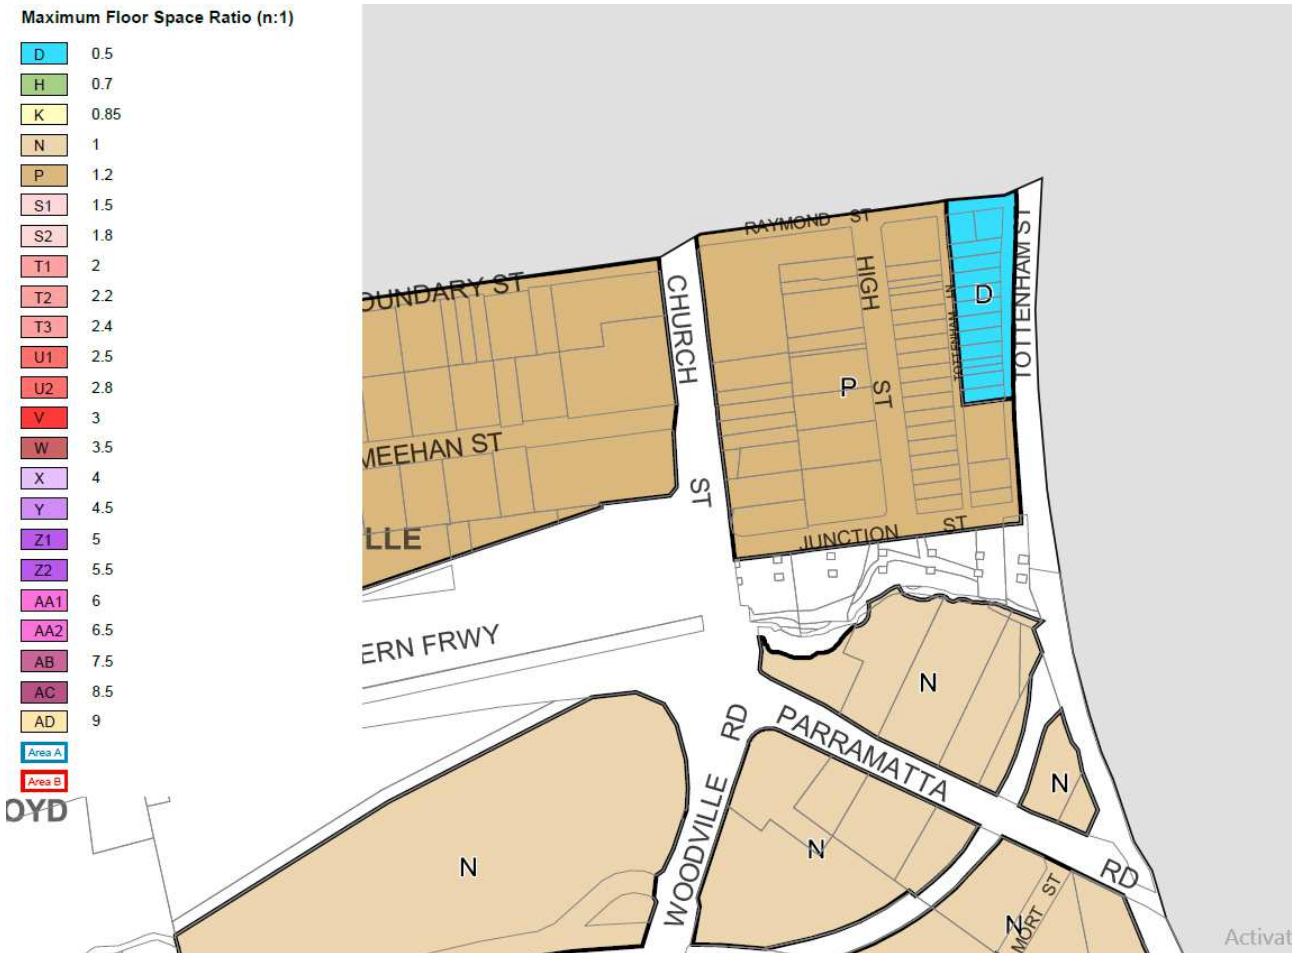 Maximum Floor Space Ratio (n:1)
D 0.5
H 0.7
K 0.85
N 1
P 1.2
S1 1.5
S2 1.8
T1 2
T2 2.2
T3 2.4
U1 2.5
U2 2.8
V 3
W 3.5
X 4
Y 4.5
Z1 5
Z2 5.5
AA1 6
AA2 6.5
AB 7.5
AC 8.5
AD 9
Area A
Area B
OYD
RAYMOND ST
OUNDARY ST
CHURCH ST
HIGH ST
TOTTENHAM LN
D
TOTTENHAM ST
P
MEEHAN ST
LLE
JUNCTION ST
ERN FRWY
N
WOODVILLE RD
PARRAMATTA RD
N
N
N
N
MORT ST
Activat